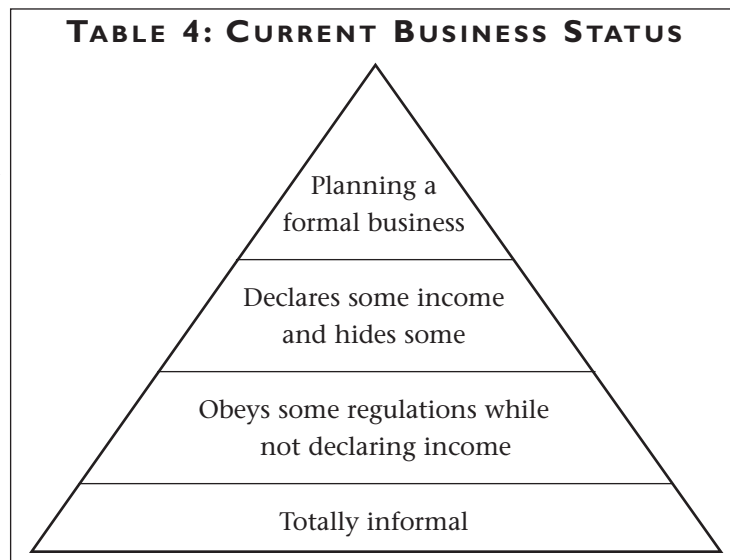 TABLE 4: CURRENT BUSINESS STATUS
Planning a
formal business
Declares some income
and hides some
Obeys some regulations while
not declaring income
Totally informal